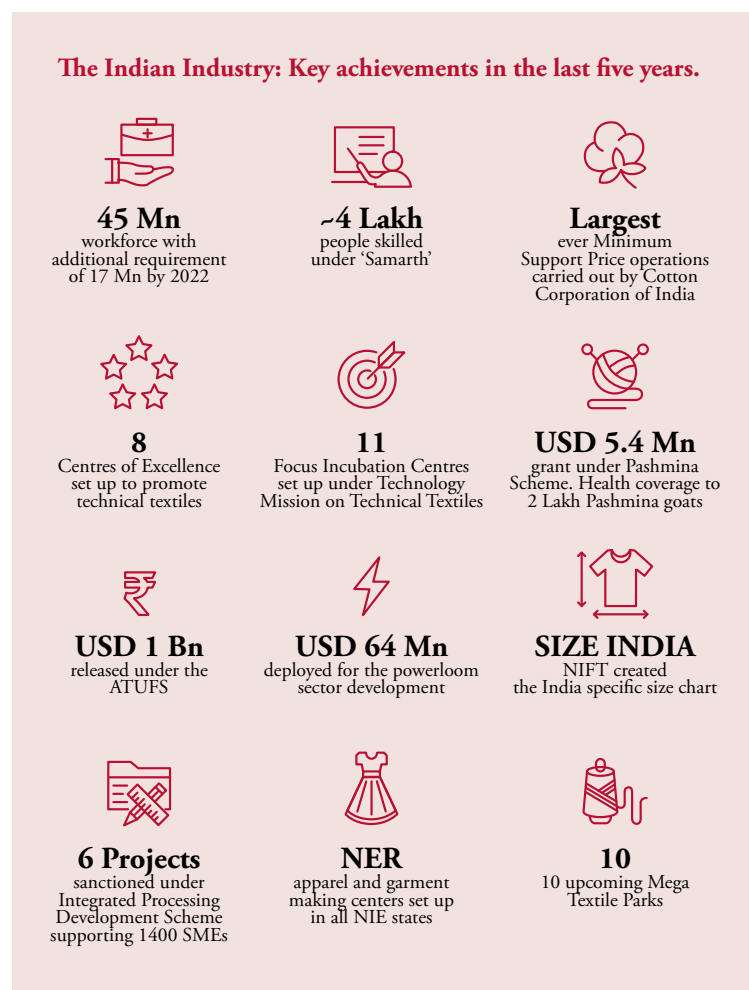 The Indian Industry: Key achievements in the last five years.
45 Mn
workforce with
additional requirement
of 17 Mn by 2022
~4 Lakh
people skilled
under ‘Samarth’
Largest
ever Minimum
Support Price operations
carried out by Cotton
Corporation of India
8
Centres of Excellence
set up to promote
technical textiles
11
Focus Incubation Centres
set up under Technology
Mission on Technical Textiles
USD 5.4 Mn
grant under Pashmina
Scheme. Health coverage to
2 Lakh Pashmina goats
USD 1 Bn
released under the
ATUFS
USD 64 Mn
deployed for the powerloom
sector development
SIZE INDIA
NIFT created
the India specific size chart
6 Projects
sanctioned under
Integrated Processing
Development Scheme
supporting 1400 SMEs
NER
apparel and garment
making centers set up
in all NIE states
10
10 upcoming Mega
Textile Parks